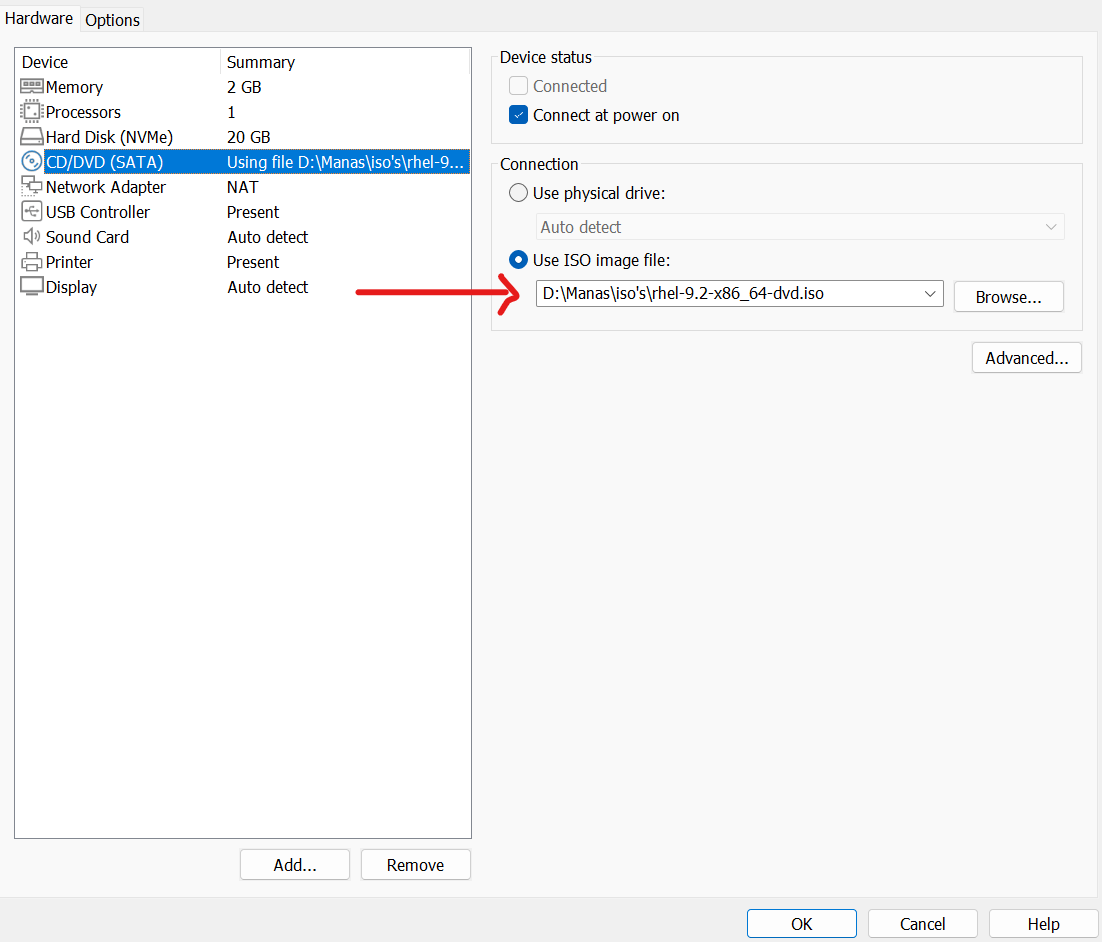 Hardware Options
Device Summary
Memory 2 GB
Processors 1
Hard Disk (NVMe) 20 GB
CD/DVD (SATA) Using file D:\Manas\iso's\rhel-9...
Network Adapter NAT
USB Controller Present
Sound Card Auto detect
Printer Present
Display Auto detect
Add... Remove
Device status
Connected
Connect at power on
Connection
Use physical drive:
Auto detect
Use ISO image file:
D:\Manas\iso's\rhel-9.2-x86_64-dvd.iso Browse...
Advanced...
OK Cancel Help